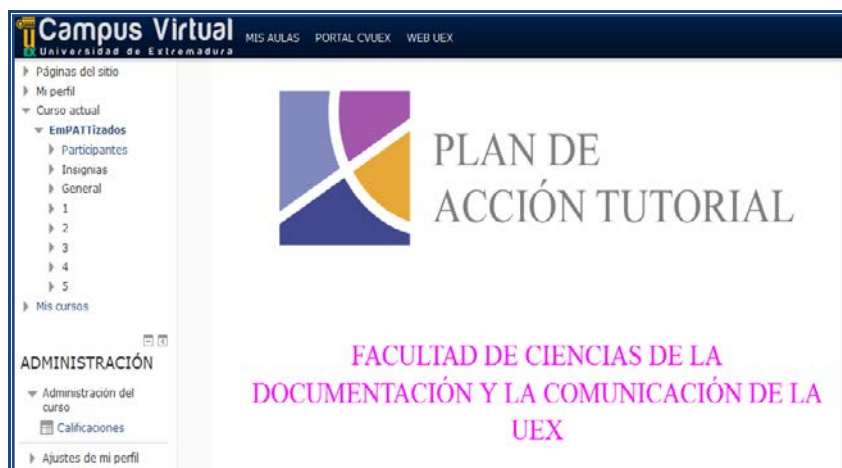 Campus Virtual
Universidad de Extremadura
MIS AULAS PORTAL CVUEX WEB UEX
Páginas del sitio
Mi perfil
Curso actual
EmPATTizados
Participantes
Insignias
General
1
2
3
4
5
Mis cursos
ADMINISTRACIÓN
Administración del
curso
Calificaciones
Ajustes de mi perfil
PLAN DE
ACCIÓN TUTORIAL
FACULTAD DE CIENCIAS DE LA
DOCUMENTACIÓN Y LA COMUNICACIÓN DE LA
UEX